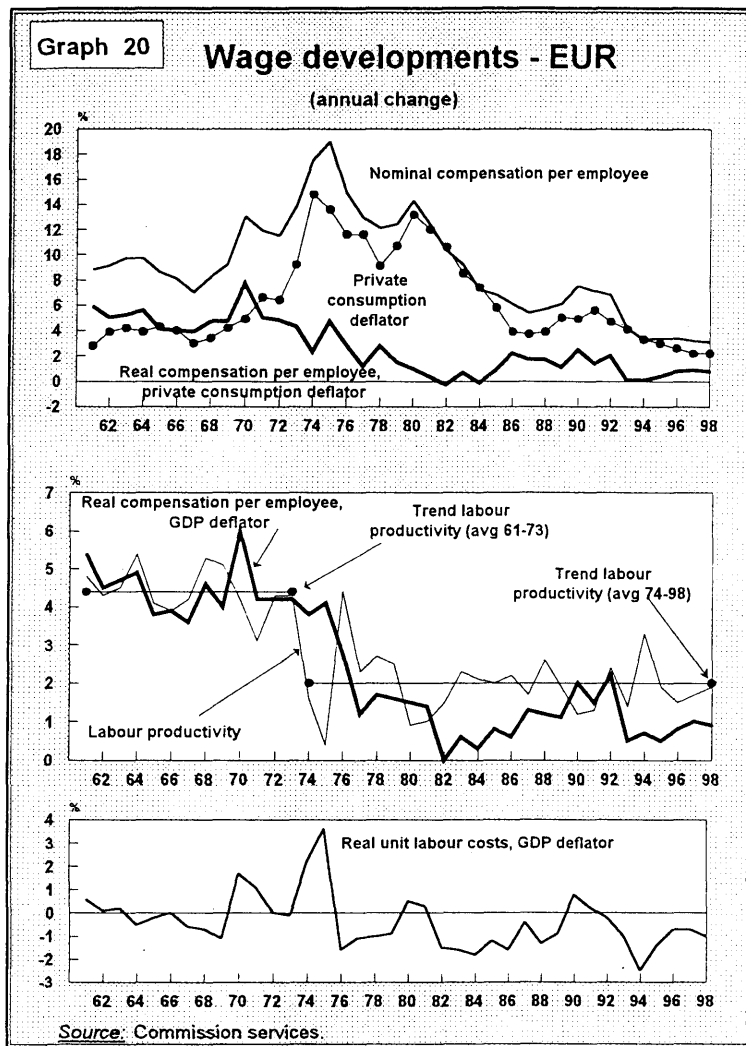 Graph 20
Wage developments - EUR
(annual change)
%
20
18
16
14
12
10
8
6
4
2
0
-2
Nominal compensation per employee
Private
consumption
deflator
Real compensation per employee,
private consumption deflator
62 64 66 68 70 72 74 76 78 80 82 84 86 88 90 92 94 96 98
%
7
6
5
4
3
2
1
0
Real compensation per employee,
GDP deflator
Trend labour
productivity (avg 61-73)
Trend labour
productivity (avg 74-98)
Labour productivity
62 64 66 68 70 72 74 76 78 80 82 84 86 88 90 92 94 96 98
%
4
3
2
1
0
-1
-2
-3
Real unit labour costs, GDP deflator
62 64 66 68 70 72 74 76 78 80 82 84 86 88 90 92 94 96 98
Source: Commission services.